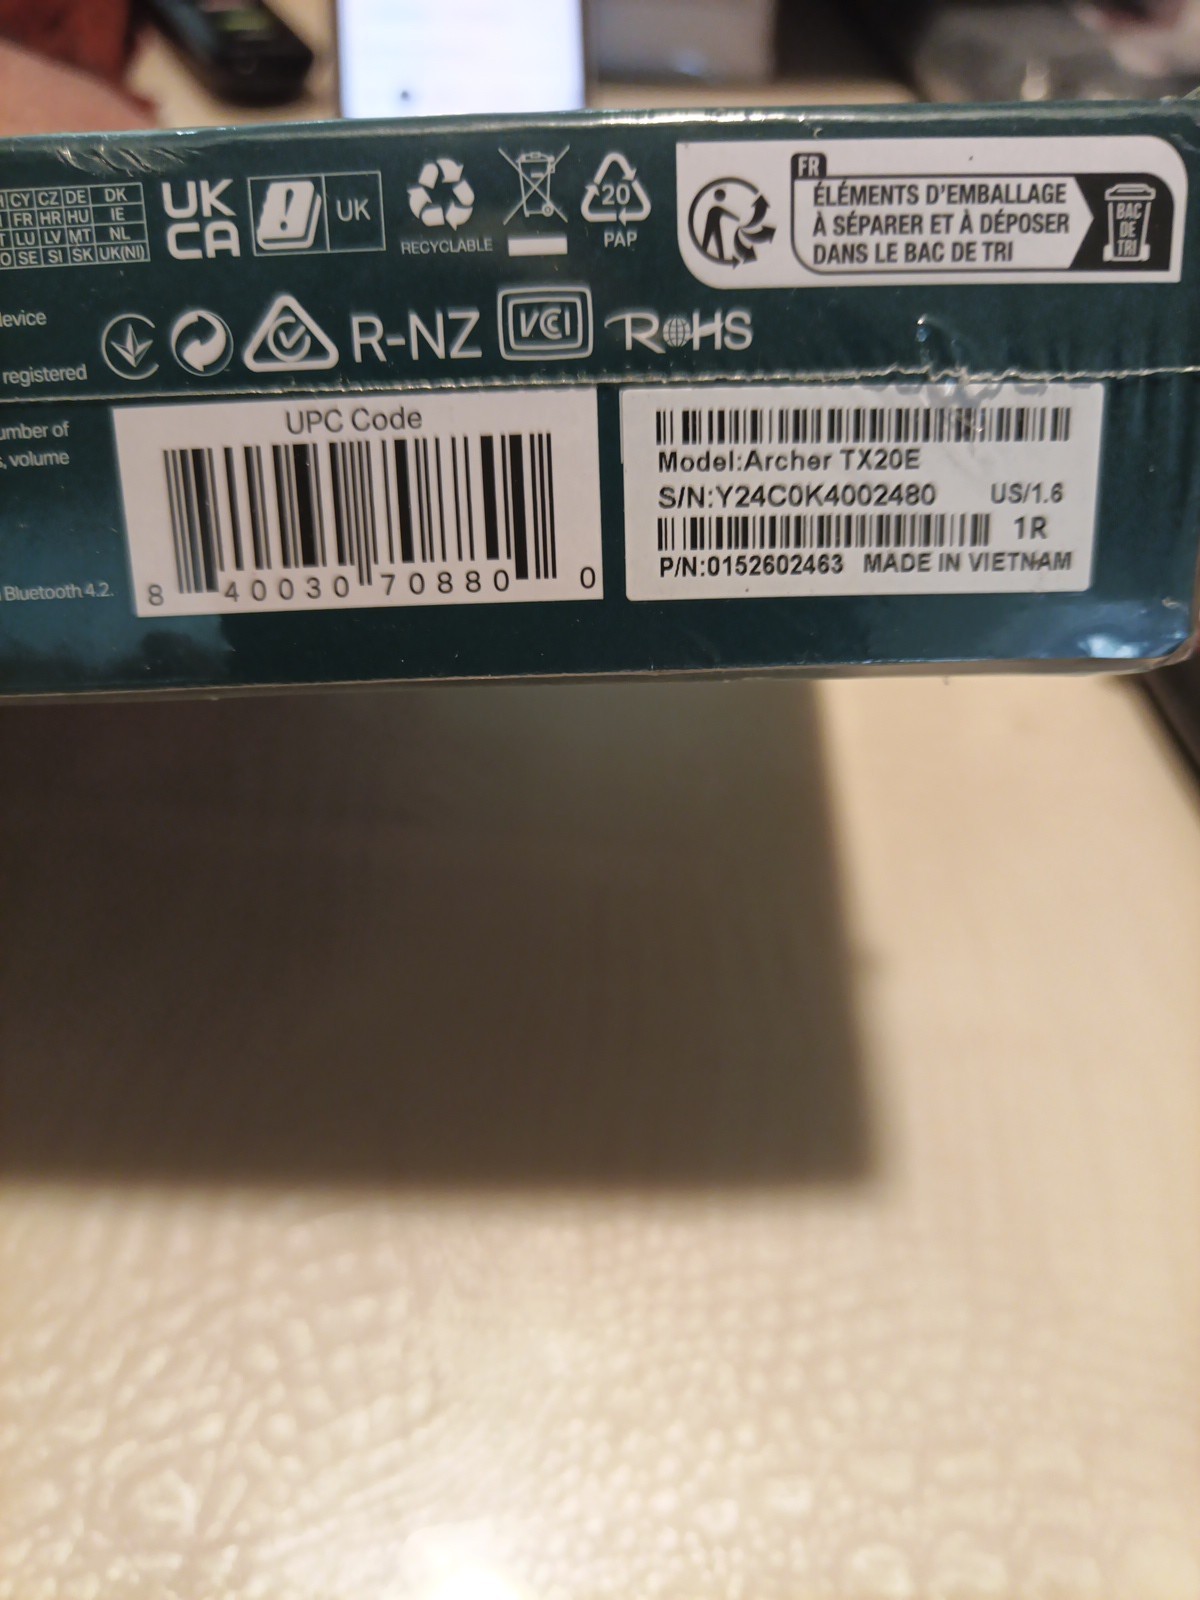 CY CZ DE DK
FR HR HU IE
LU LV MT NL
SE SI SK UK(NI)
UK
CA
UK
RECYCLABLE
20
PAP
FR
ÉLÉMENTS D'EMBALLAGE
À SÉPARER ET À DÉPOSER
DANS LE BAC DE TRI
BAC
DE
TRI
registered
R-NZ
VCCI
RoHS
, volume
Bluetooth 4.2.
UPC Code
8 40030 70880 0
Model:Archer TX20E
S/N:Y24C0K4002480 US/1.6
1R
P/N:0152602463 MADE IN VIETNAM